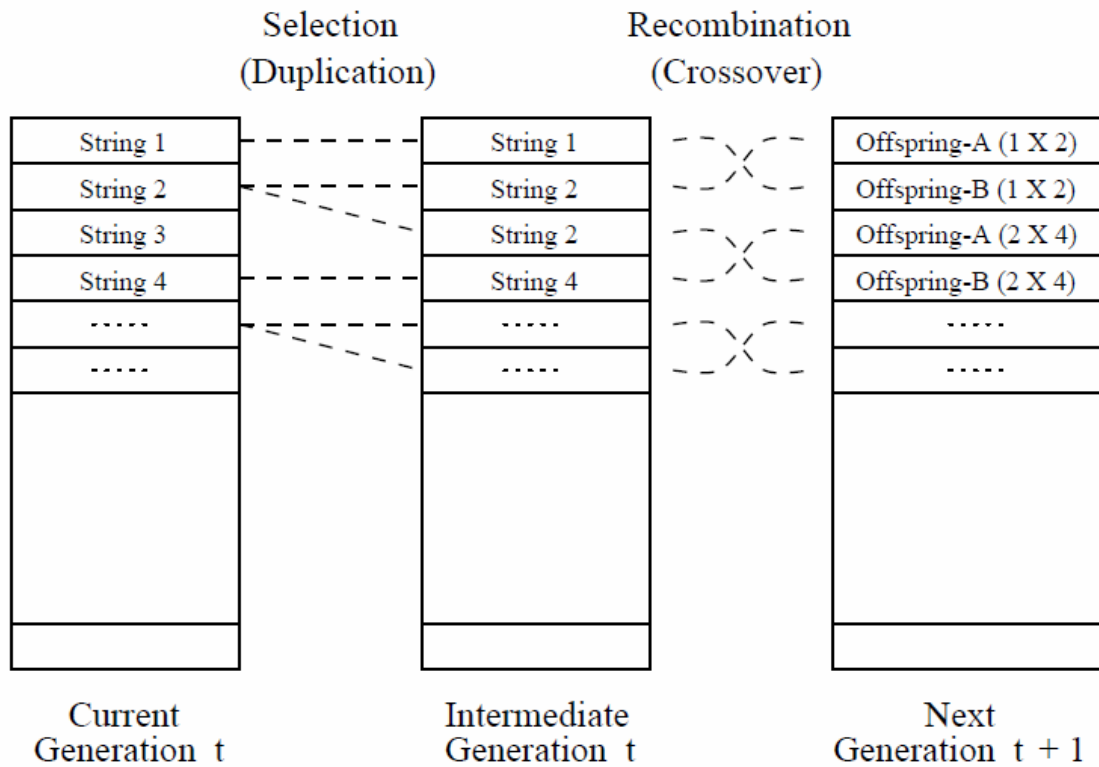 Selection
(Duplication)
Recombination
(Crossover)
String 1
String 2
String 3
String 4
.....
.....
String 1
String 2
String 2
String 4
.....
.....
Offspring-A (1 X 2)
Offspring-B (1 X 2)
Offspring-A (2 X 4)
Offspring-B (2 X 4)
.....
.....
Current
Generation t
Intermediate
Generation t
Next
Generation t + 1